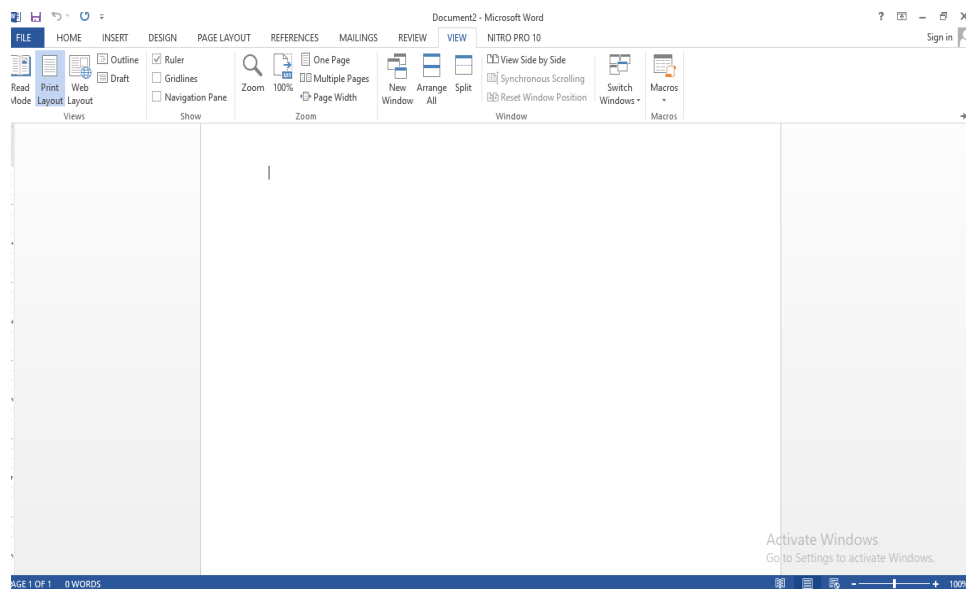 Document2 - Microsoft Word
FILE HOME INSERT DESIGN PAGE LAYOUT REFERENCES MAILINGS REVIEW VIEW NITRO PRO 10 Sign in
Outline Ruler One Page View Side by Side
Draft Gridlines Multiple Pages Synchronous Scrolling
Read Print Web Navigation Pane Zoom 100% Page Width New Arrange Split Reset Window Position Switch Macros
Mode Layout Layout Window All Windows
Views Show Zoom Window Macros
Activate Windows
Go to Settings to activate Windows.
PAGE 1 OF 1 0 WORDS 100%